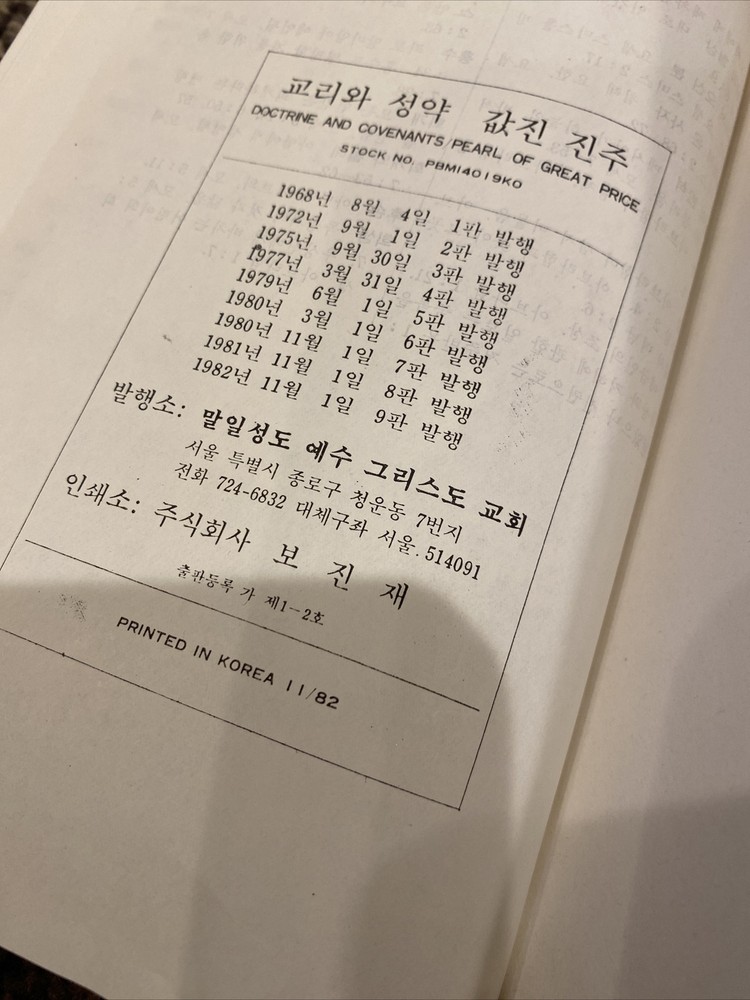 교리와 성약 값진 진주
DOCTRINE AND COVENANTS/PEARL OF GREAT PRICE
STOCK NO. PBMI4019KO
1968년 8월 4일 1판 발행
1972년 9월 1일 2판 발행
1975년 9월 30일 3판 발행
1977년 3월 31일 4판 발행
1979년 6월 1일 5판 발행
1980년 3월 1일 6판 발행
1980년 11월 1일 7판 발행
1981년 11월 1일 8판 발행
1982년 11월 1일 9판 발행
발행소: 말일성도 예수 그리스도 교회
서울 특별시 종로구 청운동 7번지
전화 724-6832 대체구좌 서울.514091
인쇄소: 주식회사 보 진 재
출판등록 가 제1-2호
PRINTED IN KOREA 11/82